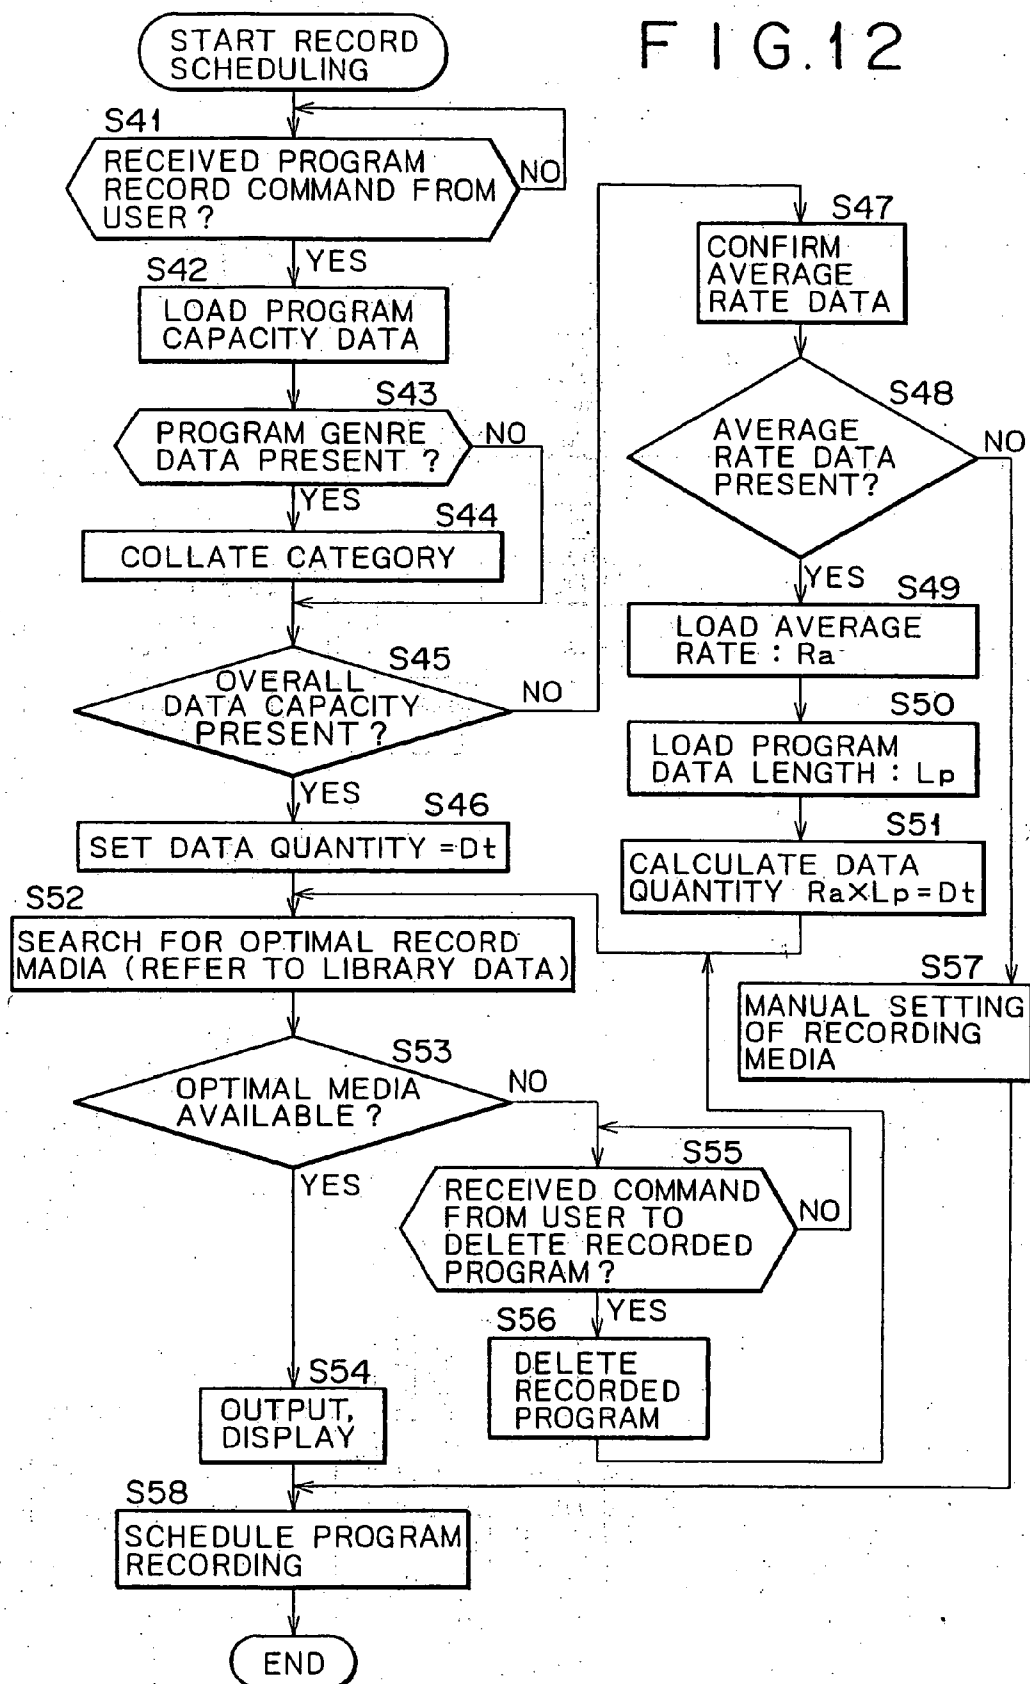 FIG.12
START RECORD
SCHEDULING
S41
RECEIVED PROGRAM
RECORD COMMAND FROM
USER?
NO
YES
S42
LOAD PROGRAM
CAPACITY DATA
S43
PROGRAM GENRE
DATA PRESENT ?
NO
YES
S44
COLLATE CATEGORY
S45
OVERALL
DATA CAPACITY
PRESENT ?
NO
YES
S46
SET DATA QUANTITY =Dt
S47
CONFIRM
AVERAGE
RATE DATA
S48
AVERAGE
RATE DATA
PRESENT?
NO
YES
S49
LOAD AVERAGE
RATE : Ra
S50
LOAD PROGRAM
DATA LENGTH : Lp
S51
CALCULATE DATA
QUANTITY Ra×Lp=Dt
S52
SEARCH FOR OPTIMAL RECORD
MADIA (REFER TO LIBRARY DATA)
S53
OPTIMAL MEDIA
AVAILABLE ?
NO
YES
S55
RECEIVED COMMAND
FROM USER TO
DELETE RECORDED
PROGRAM?
NO
YES
S56
DELETE
RECORDED
PROGRAM
S57
MANUAL SETTING
OF RECORDING
MEDIA
S54
OUTPUT,
DISPLAY
S58
SCHEDULE PROGRAM
RECORDING
END